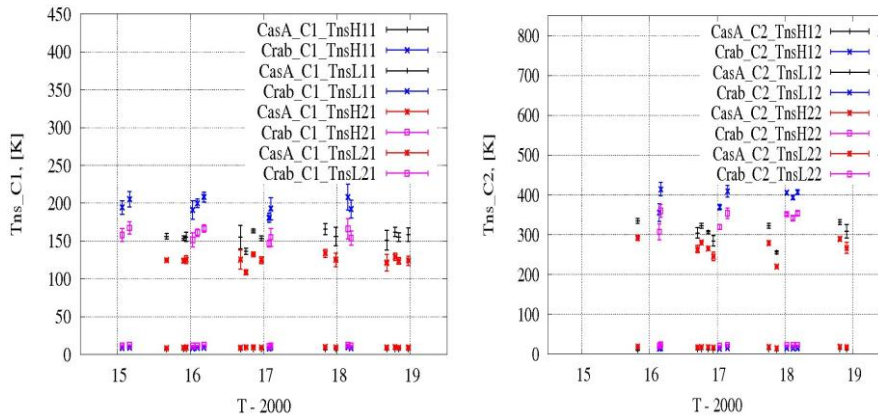 Tns_C1, [K]
450
400
350
300
250
200
150
100
50
0
CasA_C1_TnsH11
Crab_C1_TnsH11
CasA_C1_TnsL11
Crab_C1_TnsL11
CasA_C1_TnsH21
Crab_C1_TnsH21
CasA_C1_TnsL21
Crab_C1_TnsL21
15 16 17 18 19
T - 2000
Tns_C2, [K]
800
700
600
500
400
300
200
100
0
CasA_C2_TnsH12
Crab_C2_TnsH12
CasA_C2_TnsL12
Crab_C2_TnsL12
CasA_C2_TnsH22
Crab_C2_TnsH22
CasA_C2_TnsL22
Crab_C2_TnsL22
15 16 17 18 19
T - 2000